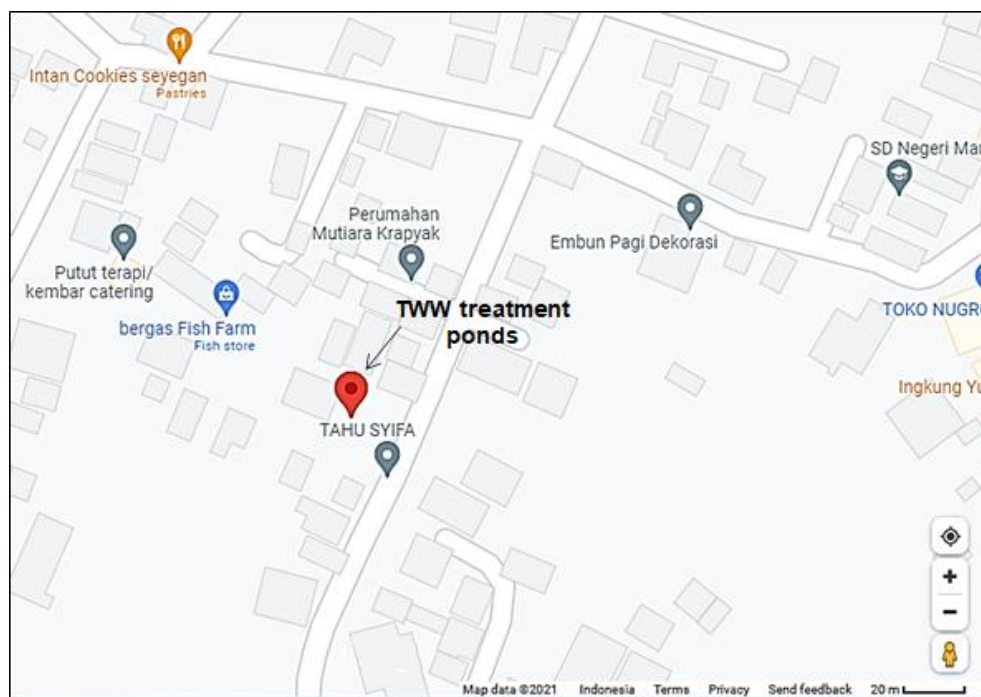 Intan Cookies seyegan
Pastries
SD Negeri Mar
Perumahan
Mutiara Krapyak
Embun Pagi Dekorasi
Putut terapi/
kembar catering
bergas Fish Farm
Fish store
TWW treatment
ponds
TOKO NUGR
Ingkung Yu
TAHU SYIFA
Map data ©2021 Indonesia Terms Privacy Send feedback 20 m